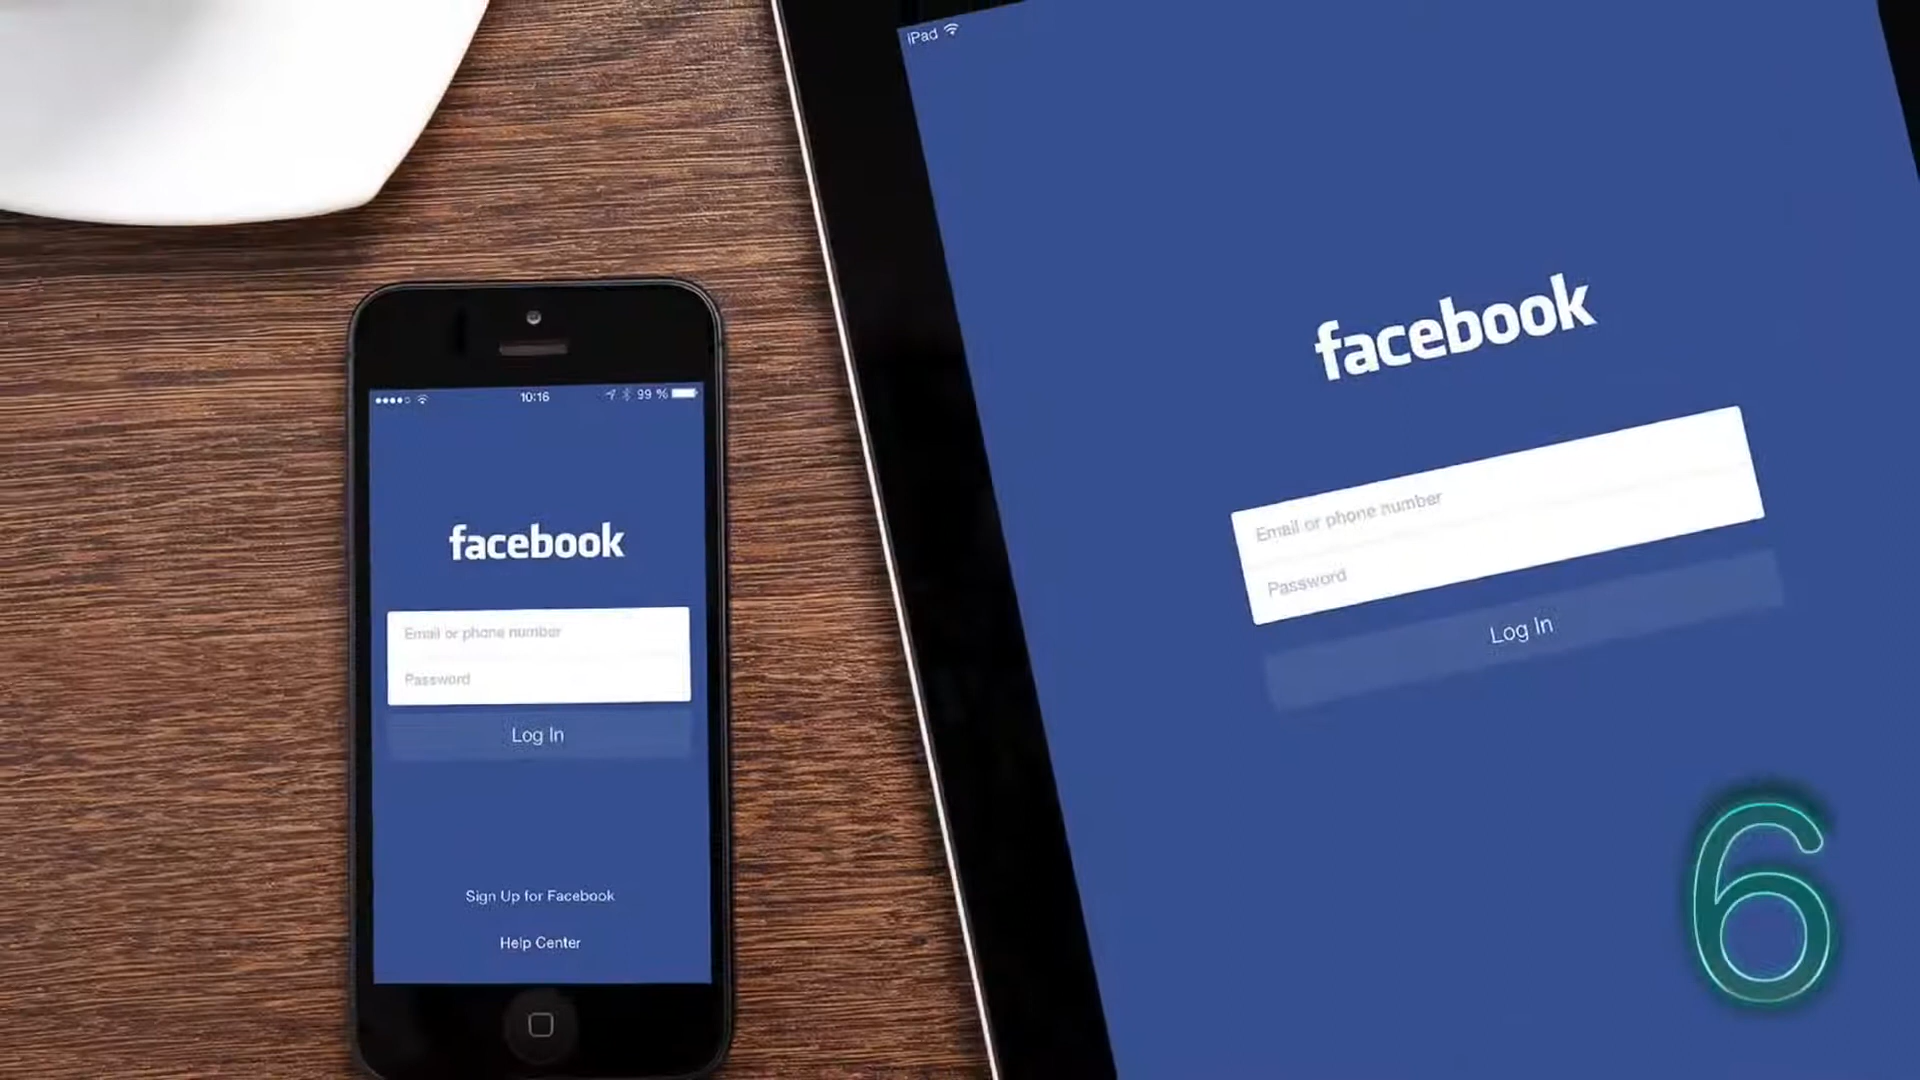 iPad
facebook
Email or phone number
Password
Log In
10:16
99 %
facebook
Email or phone number
Password
Log In
Sign Up for Facebook
Help Center
6